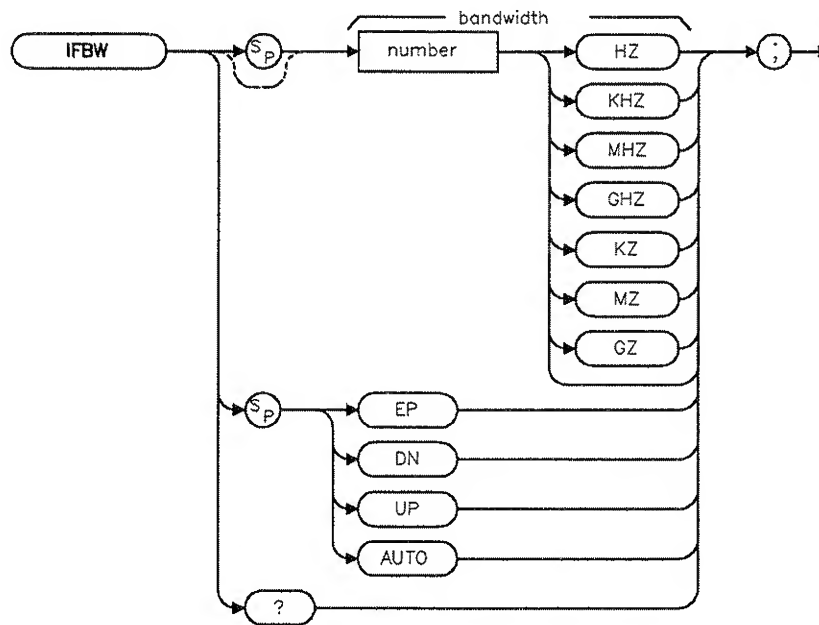 bandwidth
IFBW
SP
number
HZ
;
KHZ
MHZ
GHZ
KZ
MZ
GZ
SP
EP
DN
UP
AUTO
?